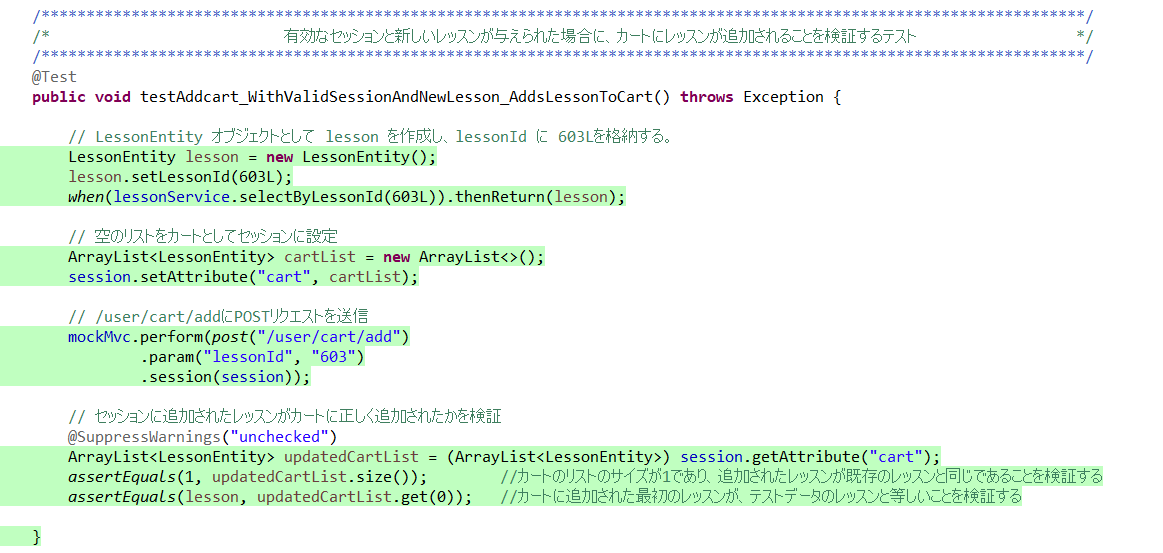 /********************************************************************************************************************/
/* 有効なセッションと新しいレッスンが与えられた場合に、カートにレッスンが追加されることを検証するテスト */
/********************************************************************************************************************/
@Test
public void testAddcart_WithValidSessionAndNewLesson_AddsLessonToCart() throws Exception {
// LessonEntity オブジェクトとして lesson を作成し、lessonId に 603Lを格納する。
LessonEntity lesson = new LessonEntity();
lesson.setLessonId(603L);
when(lessonService.selectByLessonId(603L)).thenReturn(lesson);
// 空のリストをカートとしてセッションに設定
ArrayList<LessonEntity> cartList = new ArrayList<>();
session.setAttribute("cart", cartList);
// /user/cart/addにPOSTリクエストを送信
mockMvc.perform(post("/user/cart/add")
.param("lessonId", "603")
.session(session));
// セッションに追加されたレッスンがカートに正しく追加されたかを検証
@SuppressWarnings("unchecked")
ArrayList<LessonEntity> updatedCartList = (ArrayList<LessonEntity>) session.getAttribute("cart");
assertEquals(1, updatedCartList.size()); //カートのリストのサイズが1であり、追加されたレッスンが既存のレッスンと同じであることを検証する
assertEquals(lesson, updatedCartList.get(0)); //カートに追加された最初のレッスンが、テストデータのレッスンと等しいことを検証する
}